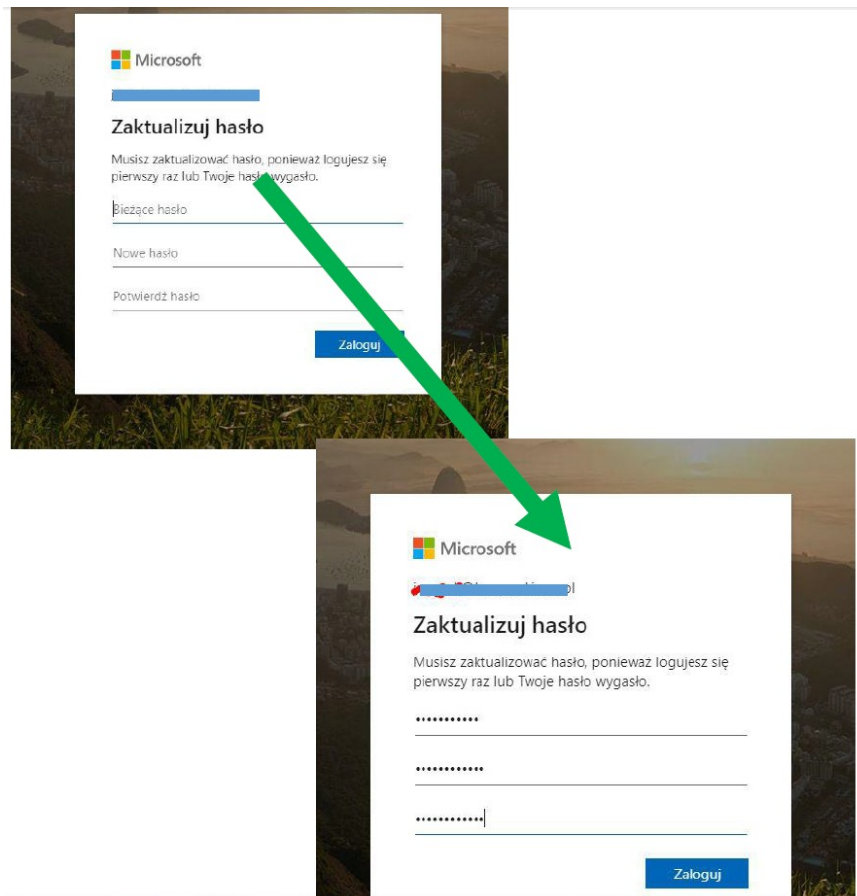 Microsoft
Zaktualizuj hasło
Musisz zaktualizować hasło, ponieważ logujesz się
pierwszy raz lub Twoje hasło wygasło.
Bieżące hasło
Nowe hasło
Potwierdź hasło
Zaloguj
Microsoft
Zaktualizuj hasło
Musisz zaktualizować hasło, ponieważ logujesz się
pierwszy raz lub Twoje hasło wygasło.
Zaloguj